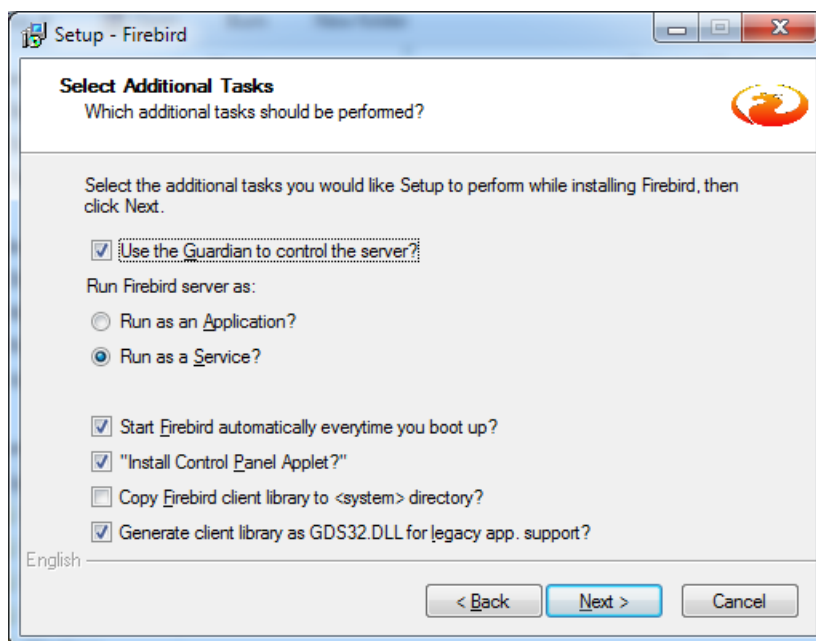 Setup - Firebird
Select Additional Tasks
Which additional tasks should be performed?
Select the additional tasks you would like Setup to perform while installing Firebird, then
click Next.
Use the Guardian to control the server?
Run Firebird server as:
Run as an Application?
Run as a Service?
Start Firebird automatically everytime you boot up?
"Install Control Panel Applet?"
Copy Firebird client library to <system> directory?
Generate client library as GDS32.DLL for legacy app. support?
English
< Back
Next >
Cancel